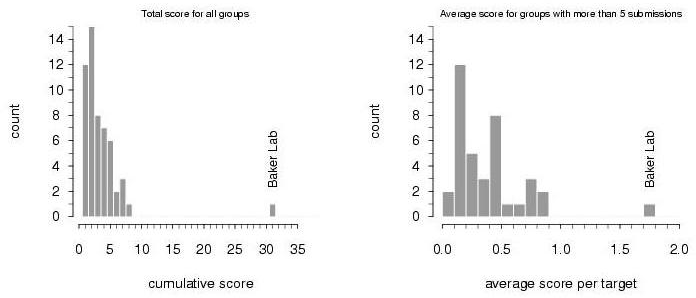 Total score for all groups
14
12
10
8
6
4
2
0
count
Baker Lab
0 5 10 15 20 25 30 35
cumulative score
Average score for groups with more than 5 submissions
14
12
10
8
6
4
2
0
count
Baker Lab
0.0 0.5 1.0 1.5 2.0
average score per target